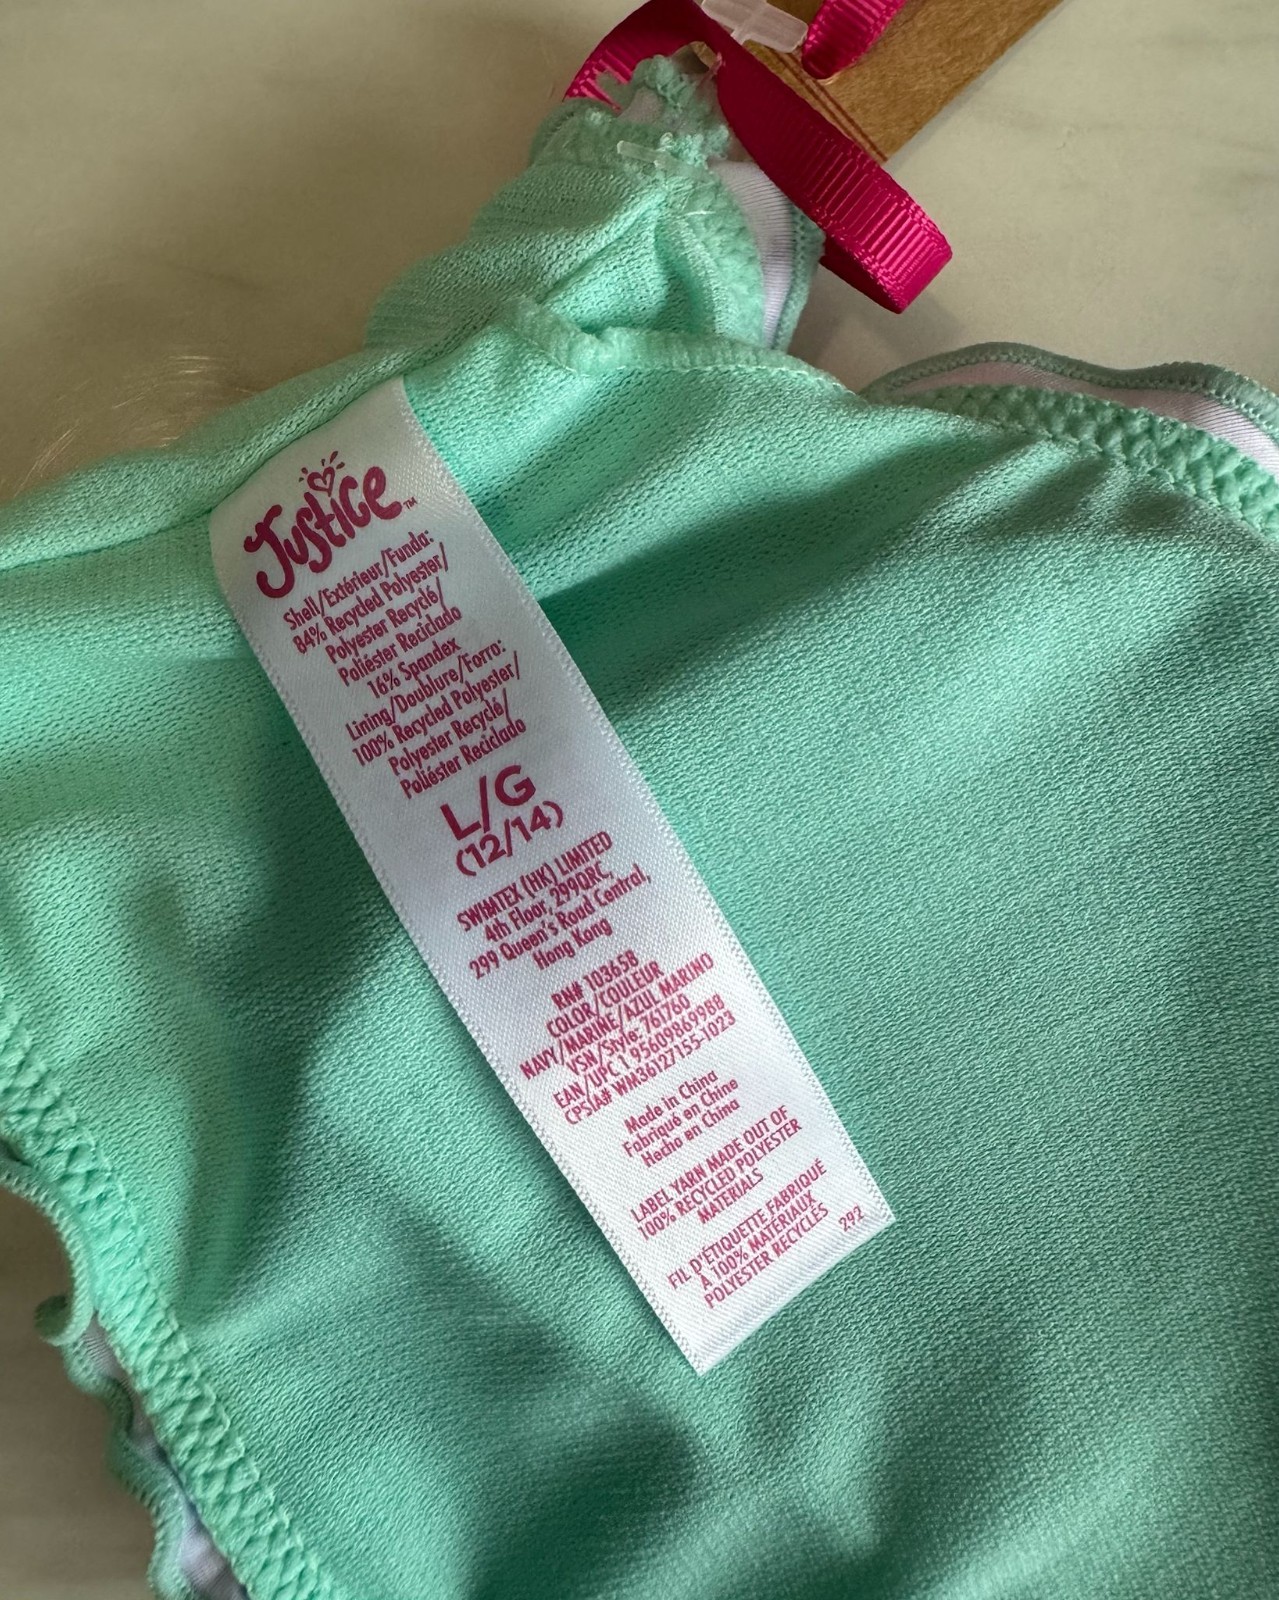 Justice™
Shell/Extérieur/Funda:
84% Recycled Polyester/
Polyester Recyclé/
Poliéster Reciclado
16% Spandex
Lining/Doublure/Forro:
100% Recycled Polyester/
Polyester Recyclé/
Poliéster Reciclado
L/G
(12/14)
SWIMTEX (HK) LIMITED
4th Floor, 299QRC,
299 Queen's Road Central,
Hong Kong
RN# 103658
COLOR/COULEUR
NAVY/MARINE/AZUL MARINO
VSN/Style: 761760
EAN/UPC 1 95609869988
CPSIA# WM36127155-1023
Made in China
Fabriqué en Chine
Hecho en China
LABEL YARN MADE OUT OF
100% RECYCLED POLYESTER
MATERIALS
FIL D'ÉTIQUETTE FABRIQUÉ
À 100% MATÉRIAUX
POLYESTER RECYCLÉS
292